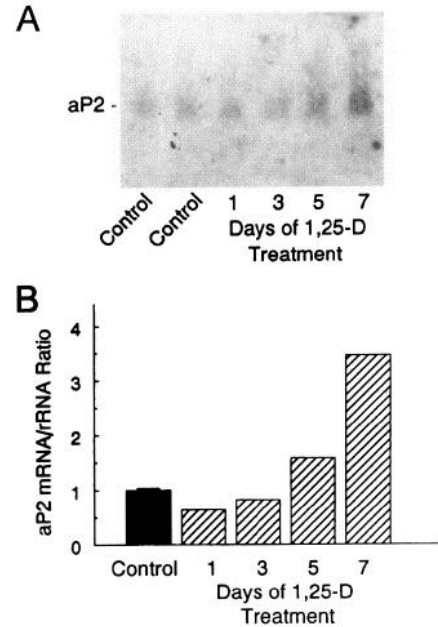 A
aP2 -
Control Control 1 3 5 7
Days of 1,25-D
Treatment
B
aP2 mRNA/rRNA Ratio
4
3
2
1
0
Control 1 3 5 7
Days of 1,25-D
Treatment